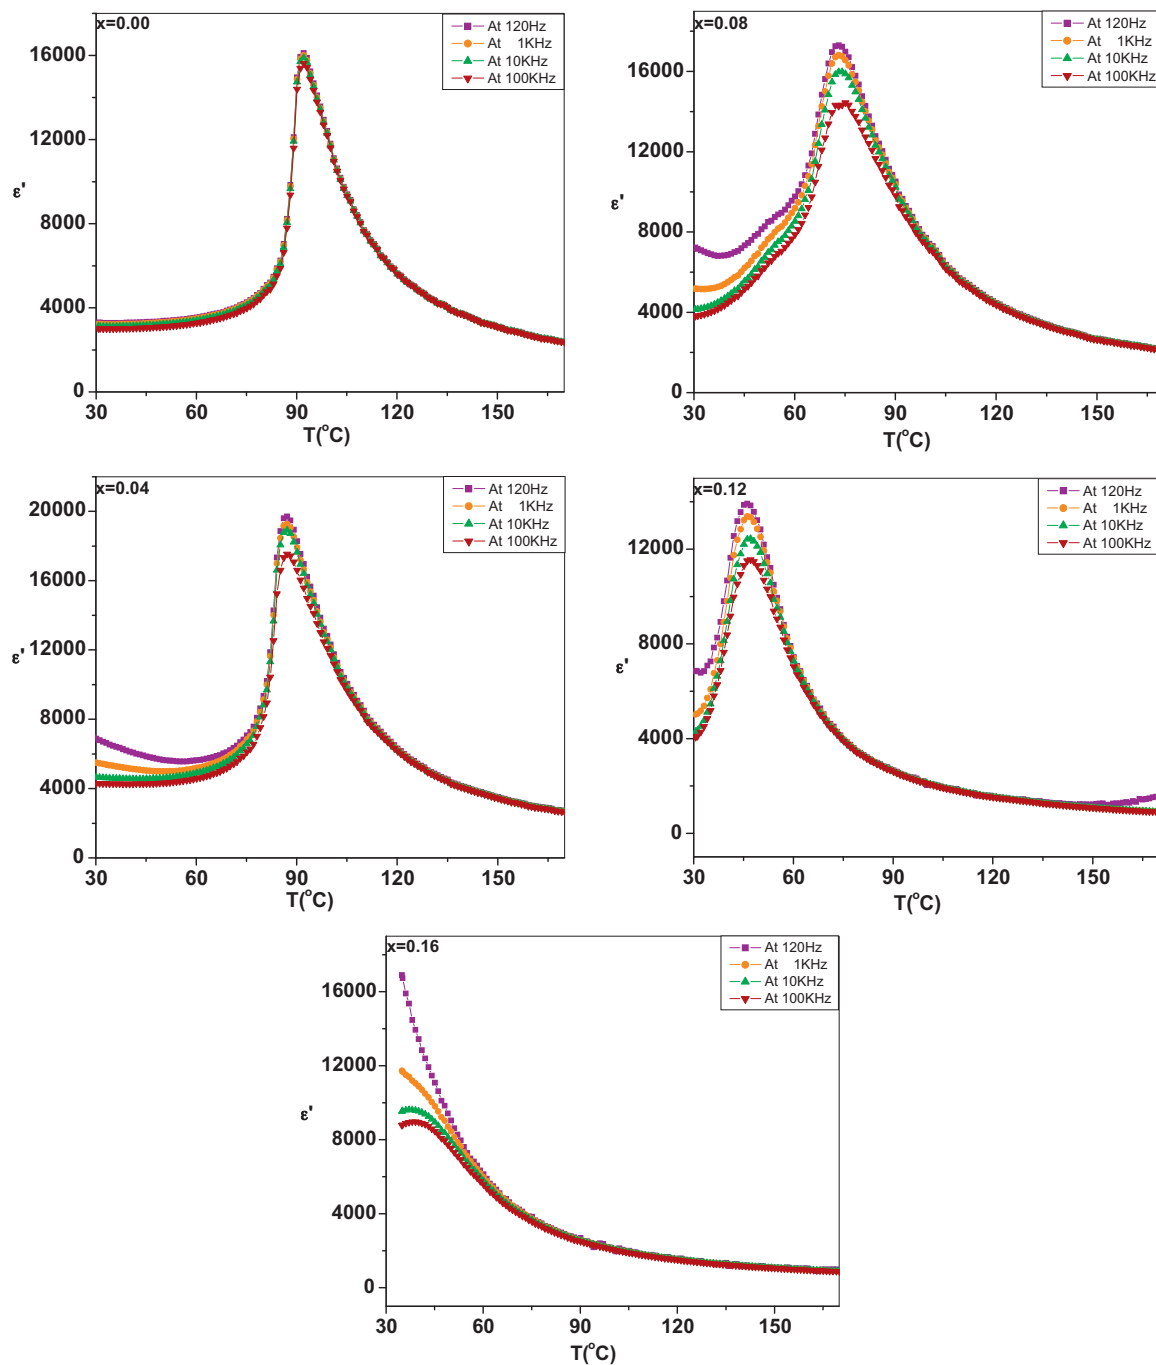 x=0.00
At 120Hz
At 1KHz
At 10KHz
At 100KHz
16000
12000
8000
4000
0
ε'
30 60 90 120 150
T(°C)
x=0.08
At 120Hz
At 1KHz
At 10KHz
At 100KHz
16000
12000
8000
4000
0
ε'
30 60 90 120 150
T(°C)
x=0.04
At 120Hz
At 1KHz
At 10KHz
At 100KHz
20000
16000
12000
8000
4000
0
ε'
30 60 90 120 150
T(°C)
x=0.12
At 120Hz
At 1KHz
At 10KHz
At 100KHz
12000
8000
4000
0
ε'
30 60 90 120 150
T(°C)
x=0.16
At 120Hz
At 1KHz
At 10KHz
At 100KHz
16000
12000
8000
4000
0
ε'
30 60 90 120 150
T(°C)